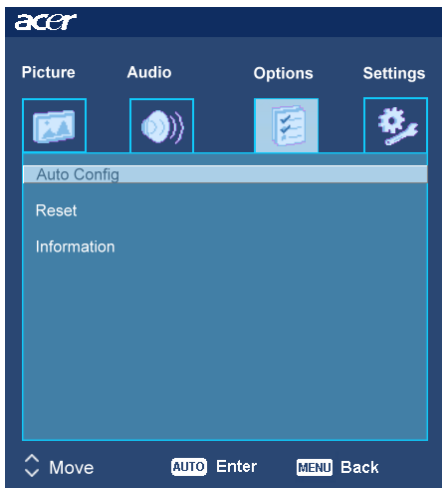 acer
Picture Audio Options Settings
Auto Config
Reset
Information
Move AUTO Enter MENU Back